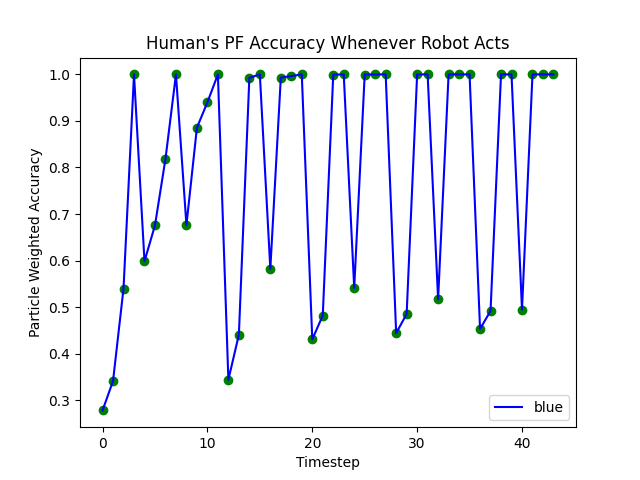 Human's PF Accuracy Whenever Robot Acts
Particle Weighted Accuracy
1.0
0.9
0.8
0.7
0.6
0.5
0.4
0.3
blue
0 10 20 30 40
Timestep